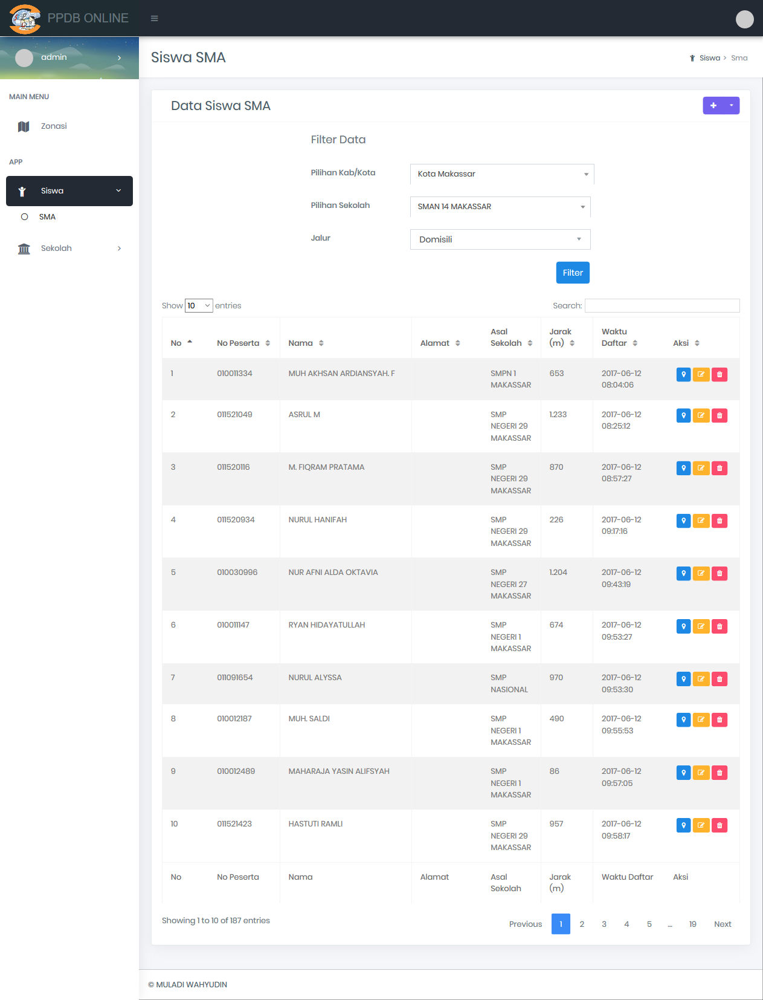 PPDB ONLINE
admin
Siswa SMA
Siswa > Sma
MAIN MENU
Zonasi
APP
Siswa
SMA
Sekolah
Data Siswa SMA
Filter Data
Pilihan Kab/Kota Kota Makassar
Pilihan Sekolah SMAN 14 MAKASSAR
Jalur Domisili
Filter
Show 10 entries Search:
No No Peserta Nama Alamat Asal Sekolah Jarak (m) Waktu Daftar Aksi
1 010011334 MUH AKHSAN ARDIANSYAH. F SMPN 1 MAKASSAR 653 2017-06-12 08:04:06
2 011521049 ASRUL M SMP NEGERI 29 MAKASSAR 1.233 2017-06-12 08:25:12
3 011520116 M. FIQRAM PRATAMA SMP NEGERI 29 MAKASSAR 870 2017-06-12 08:57:27
4 011520934 NURUL HANIFAH SMP NEGERI 29 MAKASSAR 226 2017-06-12 09:17:16
5 010030996 NUR AFNI ALDA OKTAVIA SMP NEGERI 27 MAKASSAR 1.204 2017-06-12 09:43:19
6 010011147 RYAN HIDAYATULLAH SMP NEGERI 1 MAKASSAR 674 2017-06-12 09:53:27
7 011091654 NURUL ALYSSA SMP NASIONAL 970 2017-06-12 09:53:30
8 010012187 MUH. SALDI SMP NEGERI 1 MAKASSAR 490 2017-06-12 09:55:53
9 010012489 MAHARAJA YASIN ALIFSYAH SMP NEGERI 1 MAKASSAR 86 2017-06-12 09:57:05
10 011521423 HASTUTI RAMLI SMP NEGERI 29 MAKASSAR 957 2017-06-12 09:58:17
No No Peserta Nama Alamat Asal Sekolah Jarak (m) Waktu Daftar Aksi
Showing 1 to 10 of 187 entries
Previous 1 2 3 4 5 … 19 Next
© MULADI WAHYUDIN